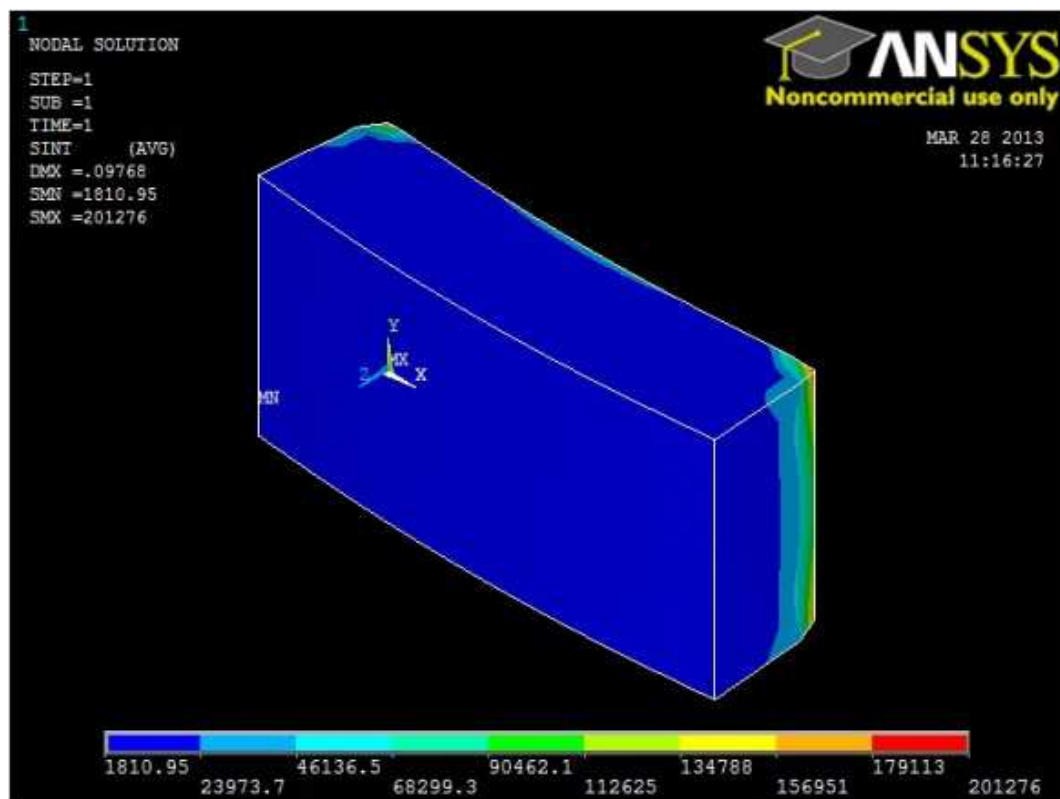 1
NODAL SOLUTION
STEP=1
SUB =1
TIME=1
SINT (AVG)
DMX =.09768
SMN =1810.95
SMX =201276
ANSYS
Noncommercial use only
MAR 28 2013
11:16:27
Y
MX
Z X
MN
1810.95 46136.5 90462.1 134788 179113
23973.7 68299.3 112625 156951 201276